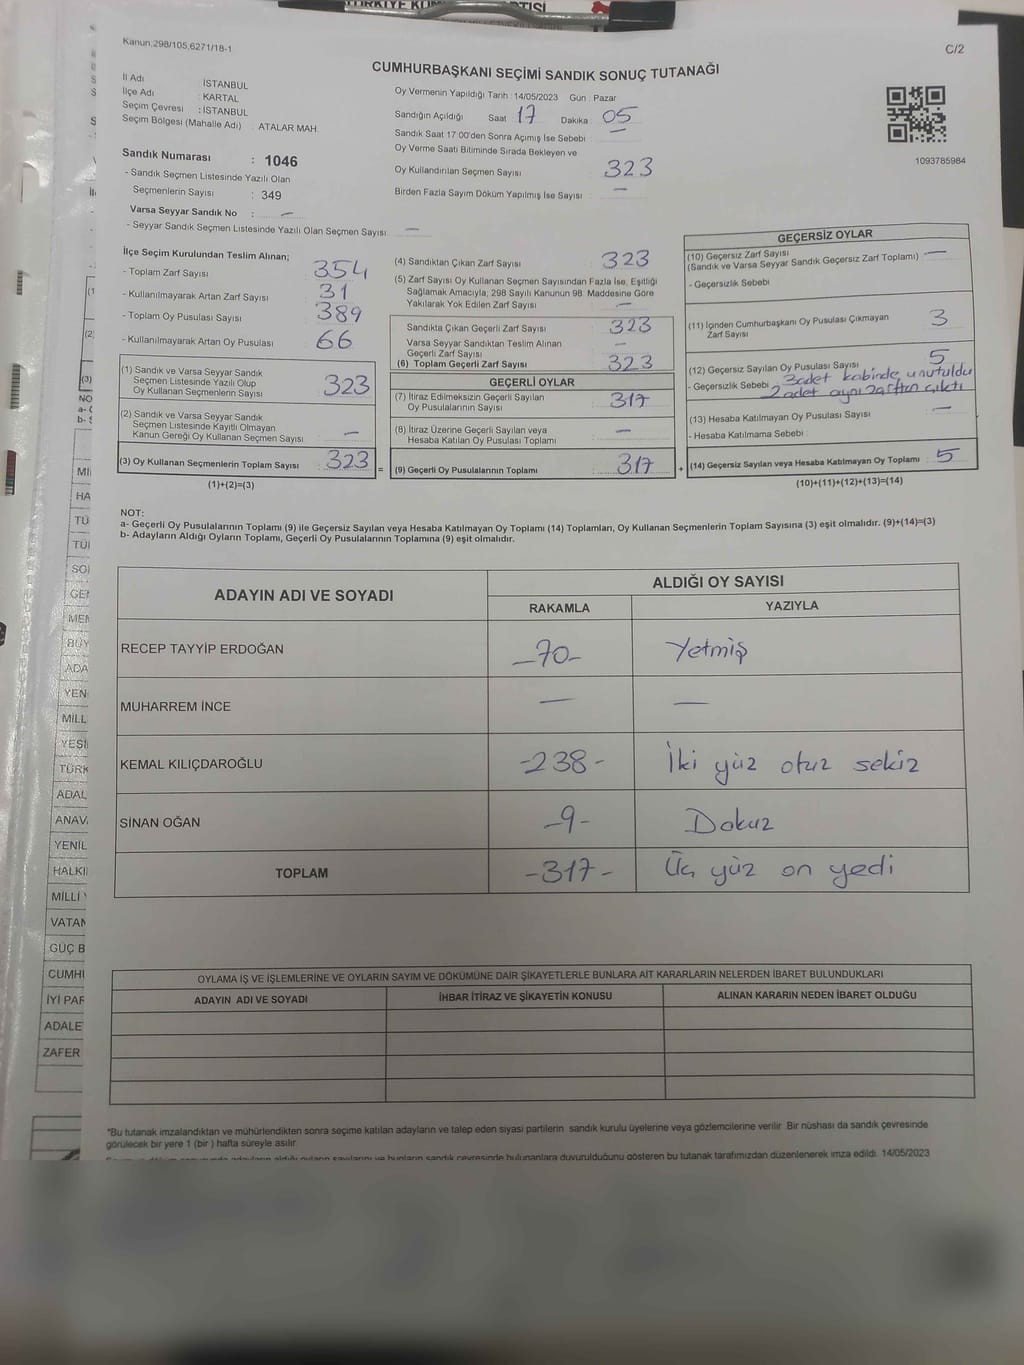 Kanun,298/105,6271/18-1
C/2
CUMHURBAŞKANI SEÇİMİ SANDIK SONUÇ TUTANAĞI
İl Adı : İSTANBUL
İlçe Adı : KARTAL
Seçim Çevresi : İSTANBUL
Seçim Bölgesi (Mahalle Adı) : ATALAR MAH.
Oy Vermenin Yapıldığı Tarih : 14/05/2023 Gün : Pazar
Sandığın Açıldığı Saat 17 Dakika 05
Sandık Saat 17:00'den Sonra Açımış İse Sebebi : —
Oy Verme Saati Bitiminde Sırada Bekleyen ve
Oy Kullandırılan Seçmen Sayısı : 323
Birden Fazla Sayım Döküm Yapılmış İse Sayısı : —
1093785984
Sandık Numarası : 1046
- Sandık Seçmen Listesinde Yazılı Olan
Seçmenlerin Sayısı : 349
Varsa Seyyar Sandık No : —
- Seyyar Sandık Seçmen Listesinde Yazılı Olan Seçmen Sayısı : —
İlçe Seçim Kurulundan Teslim Alınan;
- Toplam Zarf Sayısı : 354
- Kullanılmayarak Artan Zarf Sayısı : 31
- Toplam Oy Pusulası Sayısı : 389
- Kullanılmayarak Artan Oy Pusulası : 66
(1) Sandık ve Varsa Seyyar Sandık
Seçmen Listesinde Yazılı Olup
Oy Kullanan Seçmenlerin Sayısı : 323
(2) Sandık ve Varsa Seyyar Sandık
Seçmen Listesinde Kayıtlı Olmayan
Kanun Gereği Oy Kullanan Seçmen Sayısı : —
(3) Oy Kullanan Seçmenlerin Toplam Sayısı : 323 =
(1)+(2)=(3)
(4) Sandıktan Çıkan Zarf Sayısı : 323
(5) Zarf Sayısı Oy Kullanan Seçmen Sayısından Fazla İse, Eşitliği
Sağlamak Amacıyla; 298 Sayılı Kanunun 98. Maddesine Göre
Yakılarak Yok Edilen Zarf Sayısı : —
Sandıkta Çıkan Geçerli Zarf Sayısı : 323
Varsa Seyyar Sandıktan Teslim Alınan
Geçerli Zarf Sayısı : —
(6) Toplam Geçerli Zarf Sayısı : 323
GEÇERLİ OYLAR
(7) İtiraz Edilmeksizin Geçerli Sayılan
Oy Pusulalarının Sayısı : 317
(8) İtiraz Üzerine Geçerli Sayılan veya
Hesaba Katılan Oy Pusulası Toplamı : —
(9) Geçerli Oy Pusulalarının Toplamı : 317 +
GEÇERSİZ OYLAR
(10) Geçersiz Zarf Sayısı : —
(Sandık ve Varsa Seyyar Sandık Geçersiz Zarf Toplamı)
- Geçersizlik Sebebi :
(11) İçinden Cumhurbaşkanı Oy Pusulası Çıkmayan
Zarf Sayısı : 3
(12) Geçersiz Sayılan Oy Pusulası Sayısı : 5
- Geçersizlik Sebebi : 3 adet kabinde unutuldu
2 adet aynı zarftan çıktı
(13) Hesaba Katılmayan Oy Pusulası Sayısı : —
- Hesaba Katılmama Sebebi :
(14) Geçersiz Sayılan veya Hesaba Katılmayan Oy Toplamı : 5
(10)+(11)+(12)+(13)=(14)
NOT:
a- Geçerli Oy Pusulalarının Toplamı (9) ile Geçersiz Sayılan veya Hesaba Katılmayan Oy Toplamı (14) Toplamları, Oy Kullanan Seçmenlerin Toplam Sayısına (3) eşit olmalıdır. (9)+(14)=(3)
b- Adayların Aldığı Oyların Toplamı, Geçerli Oy Pusulalarının Toplamına (9) eşit olmalıdır.
ADAYIN ADI VE SOYADI
ALDIĞI OY SAYISI
RAKAMLA YAZIYLA
RECEP TAYYİP ERDOĞAN -70- Yetmiş
MUHARREM İNCE — —
KEMAL KILIÇDAROĞLU -238- İki yüz otuz sekiz
SİNAN OĞAN -9- Dokuz
TOPLAM -317- Üç yüz on yedi
OYLAMA İŞ VE İŞLEMLERİNE VE OYLARIN SAYIM VE DÖKÜMÜNE DAİR ŞİKAYETLERLE BUNLARA AİT KARARLARIN NELERDEN İBARET BULUNDUKLARI
ADAYIN ADI VE SOYADI İHBAR İTİRAZ VE ŞİKAYETİN KONUSU ALINAN KARARIN NEDEN İBARET OLDUĞU
*Bu tutanak imzalandıktan ve mühürlendikten sonra seçime katılan adayların ve talep eden siyasi partilerin sandık kurulu üyelerine veya gözlemcilerine verilir. Bir nüshası da sandık çevresinde
görülecek bir yere 1 (bir ) hafta süreyle asılır.
bulunanlara duyurulduğunu gösteren bu tutanak tarafımızdan düzenlenerek imza edildi. 14/05/2023